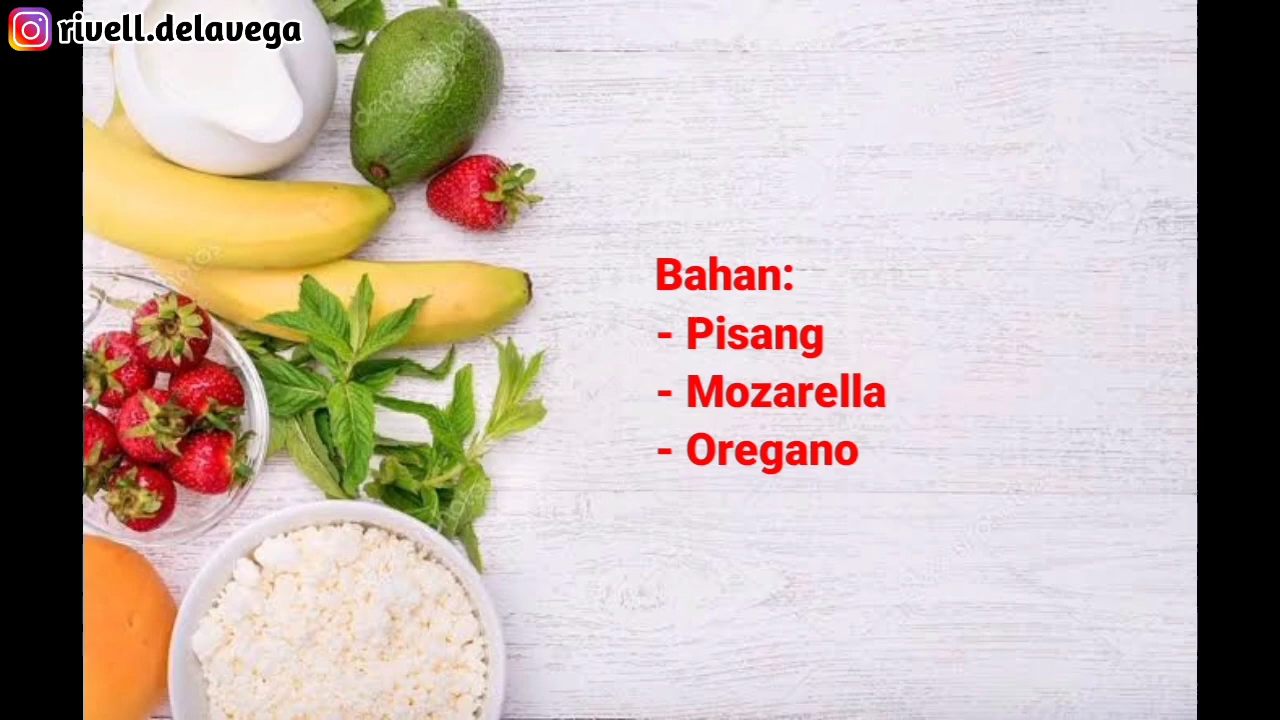 rivell.delavega
Bahan:
- Pisang
- Mozarella
- Oregano